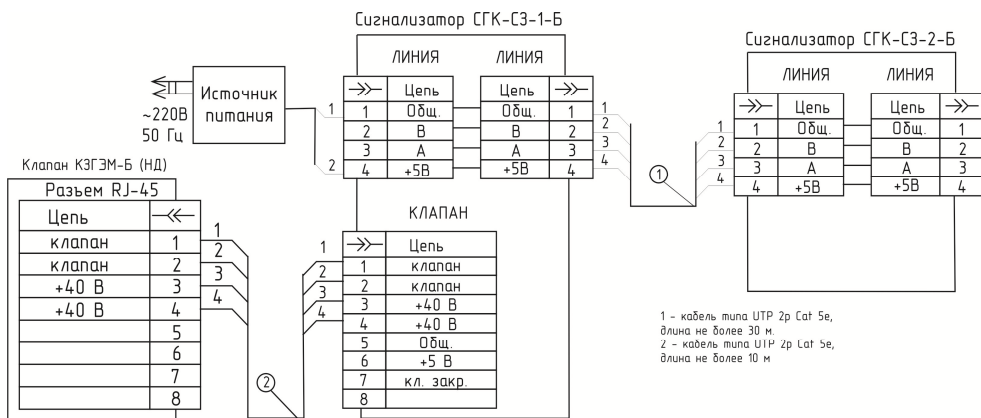 Сигнализатор СГК-СЗ-1-Б
ЛИНИЯ ЛИНИЯ
Цепь Цепь
1 Общ. Общ. 1
2 В В 2
3 А А 3
4 +5В +5В 4
1
2
1
2
3
4
Источник
питания
~220В
50 Гц
Сигнализатор СГК-СЗ-2-Б
ЛИНИЯ ЛИНИЯ
Цепь Цепь
1 Общ. Общ. 1
2 В В 2
3 А А 3
4 +5В +5В 4
1
2
3
4
1
Клапан КЗГЭМ-Б (НД)
Разъем RJ-45
Цепь
клапан 1
клапан 2
+40 В 3
+40 В 4
5
6
7
8
1
2
3
4
2
1
2
3
4
КЛАПАН
Цепь
1 клапан
2 клапан
3 +40 В
4 +40 В
5 Общ.
6 +5 В
7 кл. закр.
8
1 - кабель типа UTP 2p Cat 5e,
длина не более 30 м.
2 - кабель типа UTP 2p Cat 5e,
длина не более 10 м